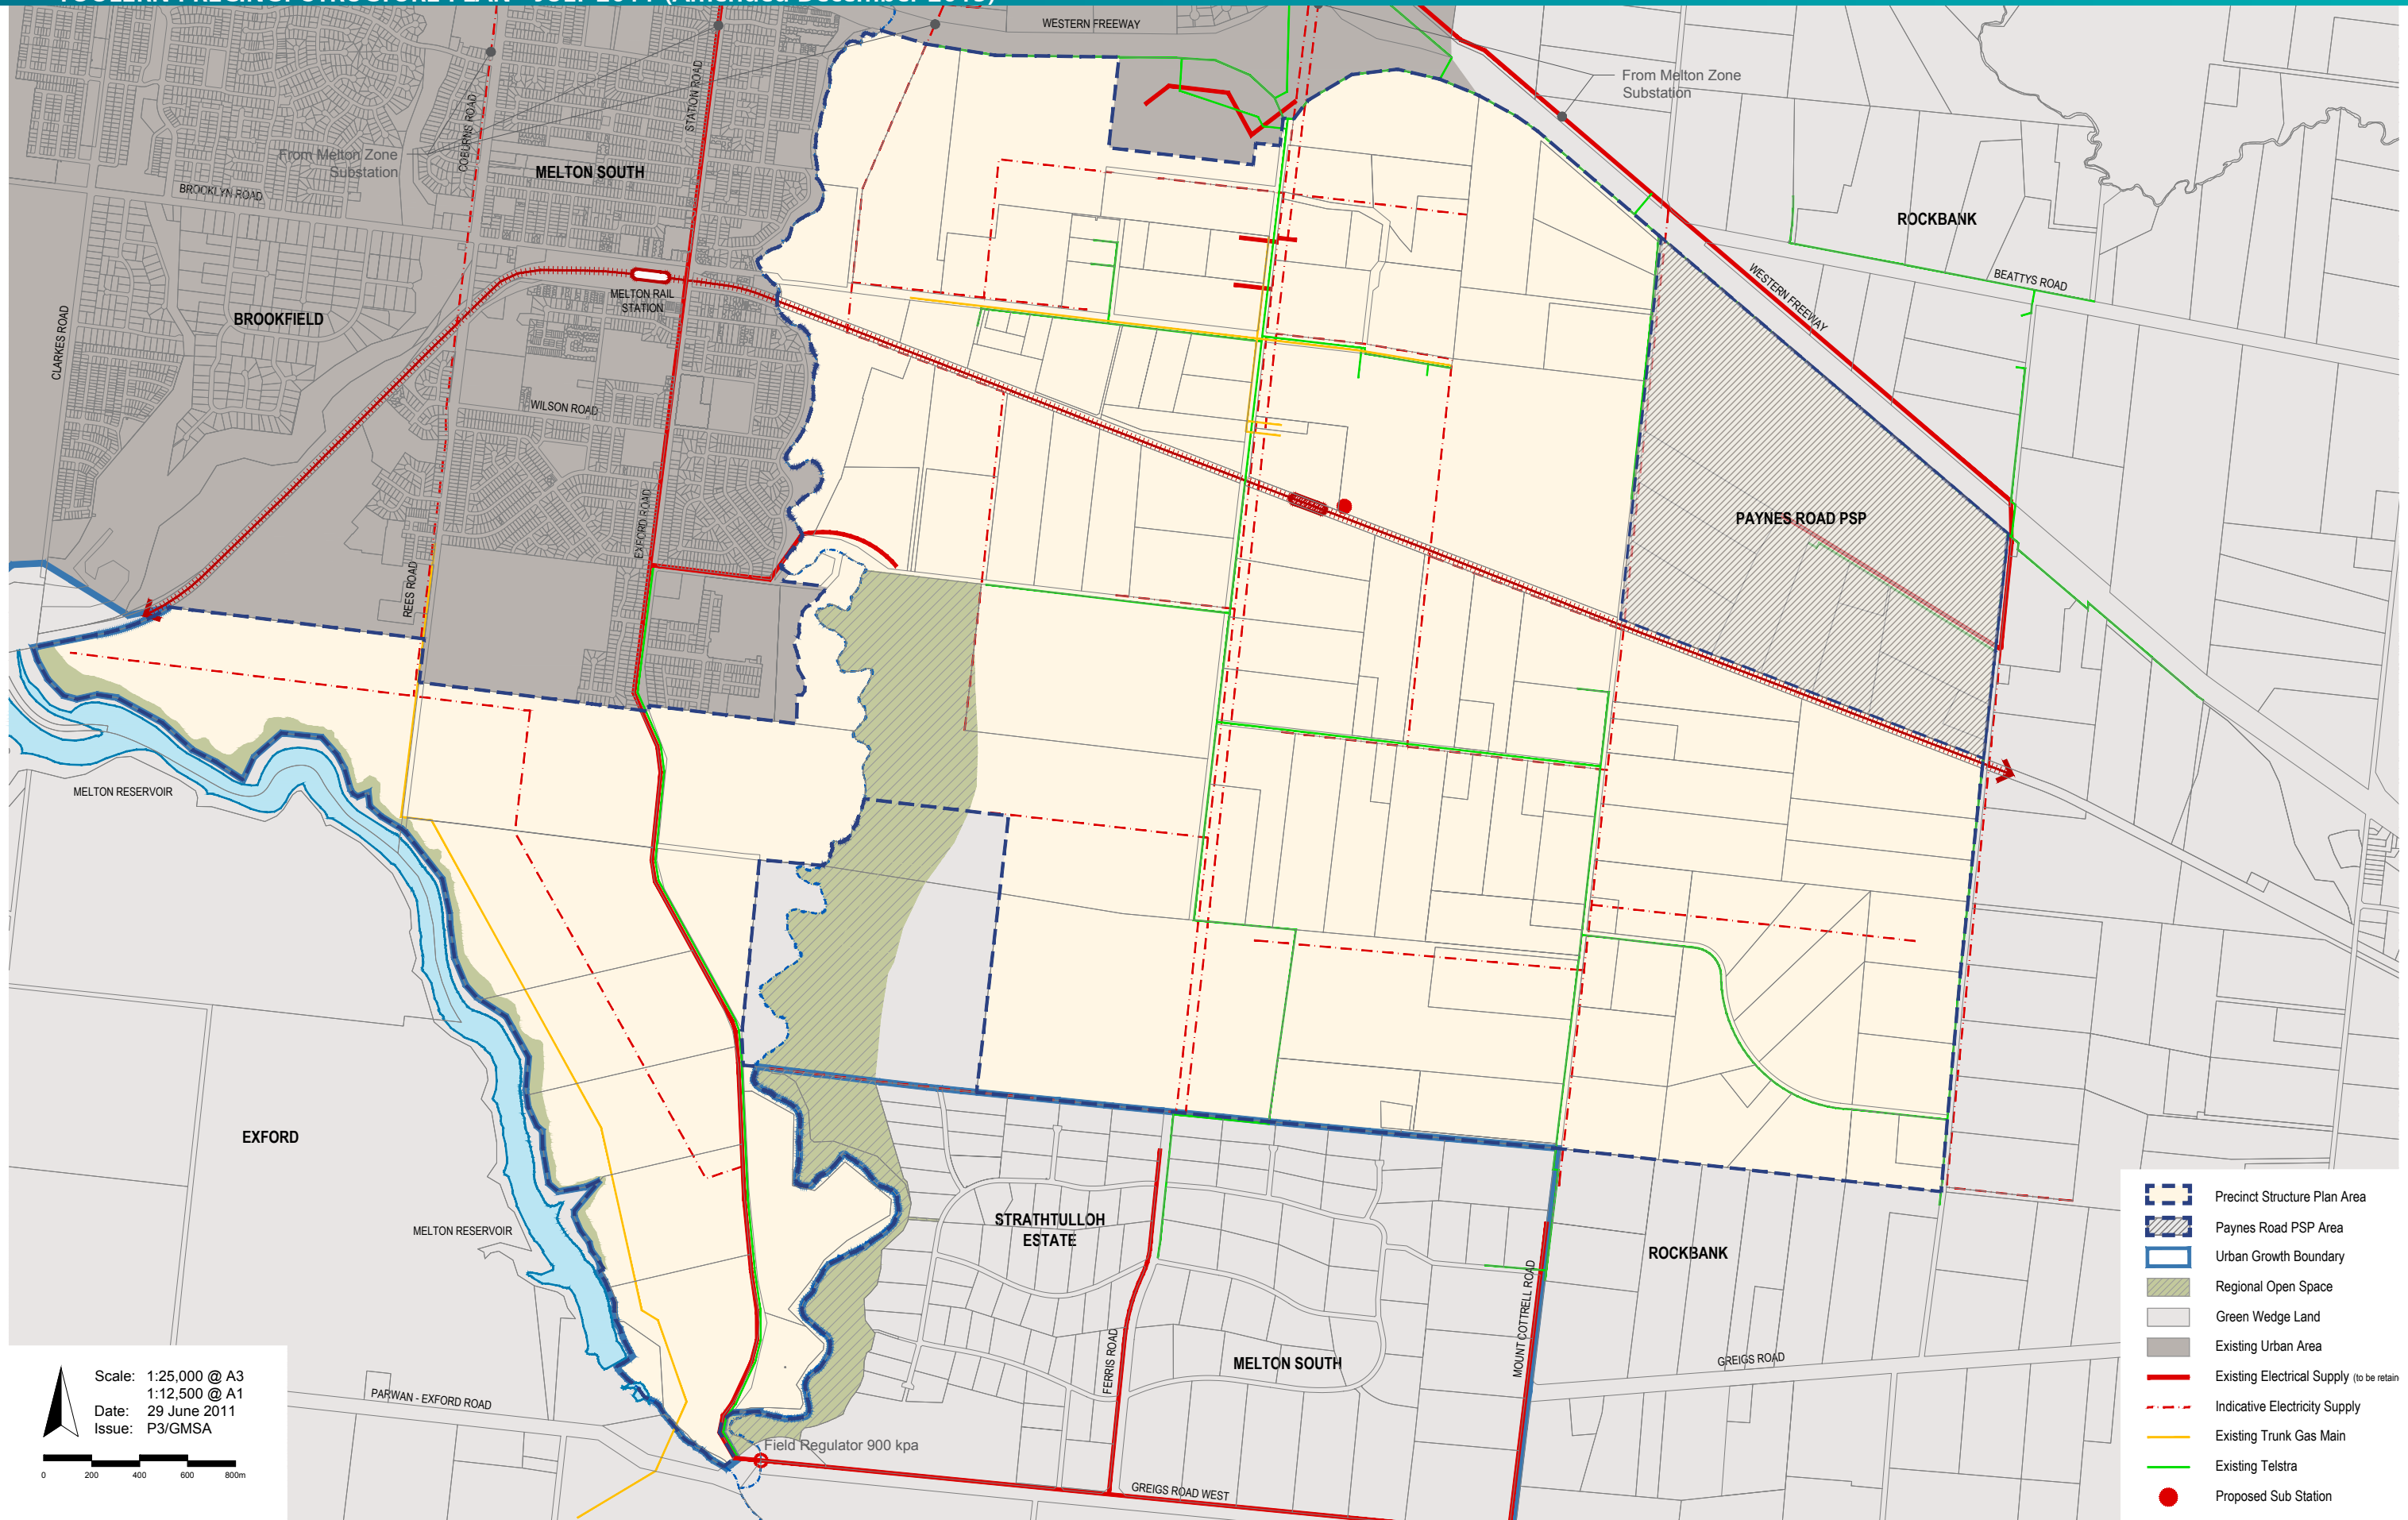 WESTERN FREEWAY
From Melton Zone
Substation
STATION ROAD
COBURNS ROAD
From Melton Zone
Substation
MELTON SOUTH
BROOKLYN ROAD
ROCKBANK
BEATTYS ROAD
WESTERN FREEWAY
MELTON RAIL
STATION
BROOKFIELD
CLARKES ROAD
WILSON ROAD
EXFORD ROAD
PAYNES ROAD PSP
REES ROAD
MELTON RESERVOIR
EXFORD
MELTON RESERVOIR
STRATHTULLOH
ESTATE
ROCKBANK
MOUNT COTTRELL ROAD
FERRIS ROAD
MELTON SOUTH
GREIGS ROAD
PARWAN - EXFORD ROAD
Field Regulator 900 kpa
GREIGS ROAD WEST
Scale: 1:25,000 @ A3
1:12,500 @ A1
Date: 29 June 2011
Issue: P3/GMSA
0 200 400 600 800m
Precinct Structure Plan Area
Paynes Road PSP Area
Urban Growth Boundary
Regional Open Space
Green Wedge Land
Existing Urban Area
Existing Electrical Supply (to be retain
Indicative Electricity Supply
Existing Trunk Gas Main
Existing Telstra
Proposed Sub Station